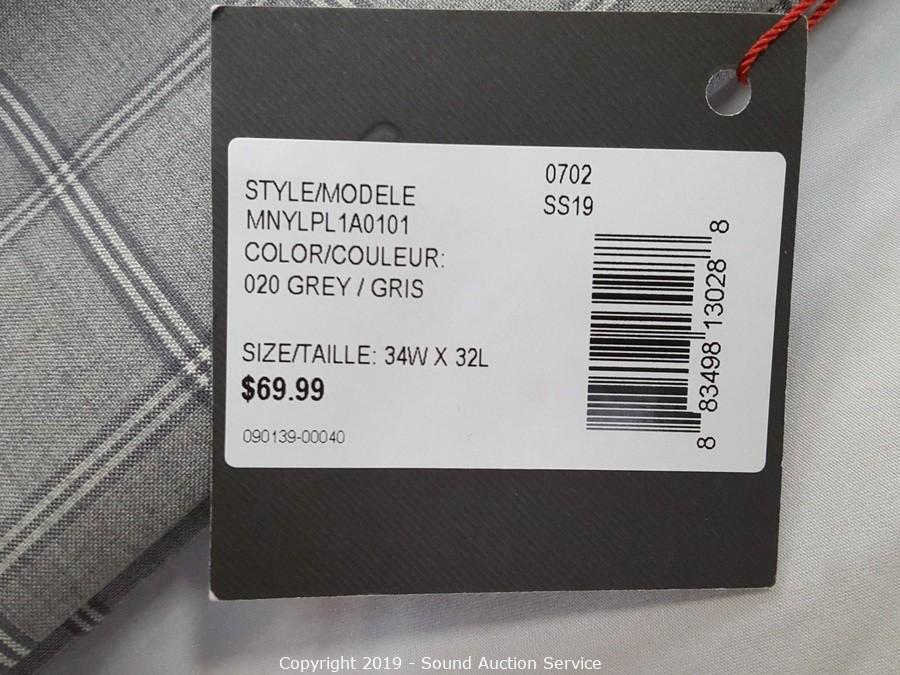 STYLE/MODELE
MNYLPL1A0101
COLOR/COULEUR:
020 GREY / GRIS
0702
SS19
SIZE/TAILLE: 34W X 32L
$69.99
090139-00040
8 83498 13028 8
Copyright 2019 - Sound Auction Service